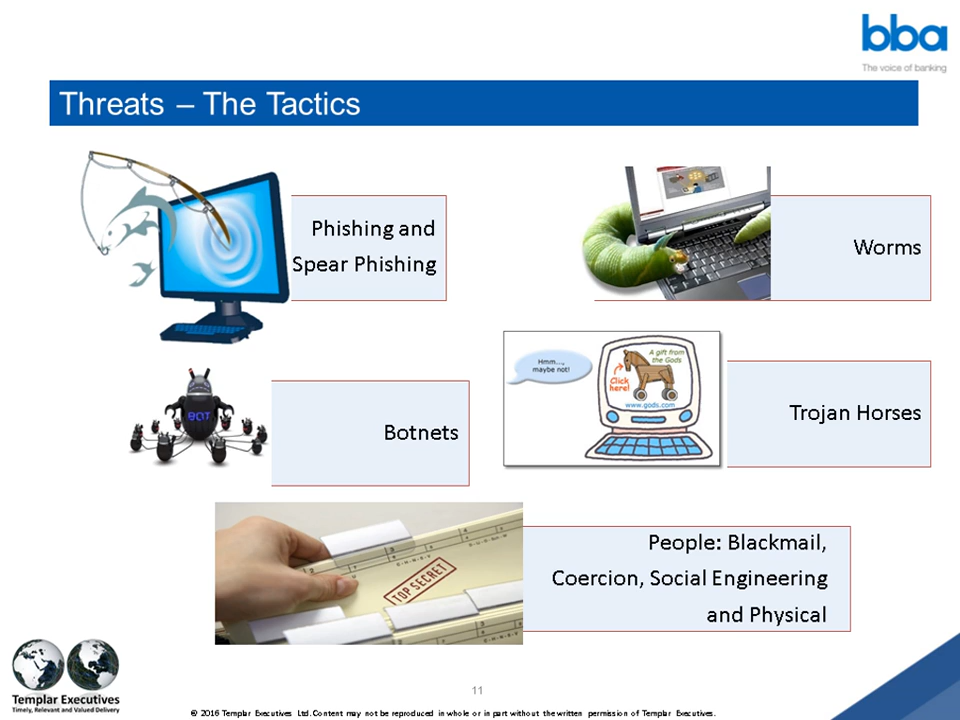 bba
The voice of banking
Threats – The Tactics
Phishing and
Spear Phishing
Worms
Hmm...,
maybe not!
A gift from
the Gods
Click
here!
www.gods.com
Trojan Horses
BOT
Botnets
TOP SECRET
People: Blackmail,
Coercion, Social Engineering
and Physical
Templar Executives
Timely, Relevant and Valued Delivery
11
© 2016 Templar Executives Ltd. Content may not be reproduced in whole or in part without the written permission of Templar Executives.